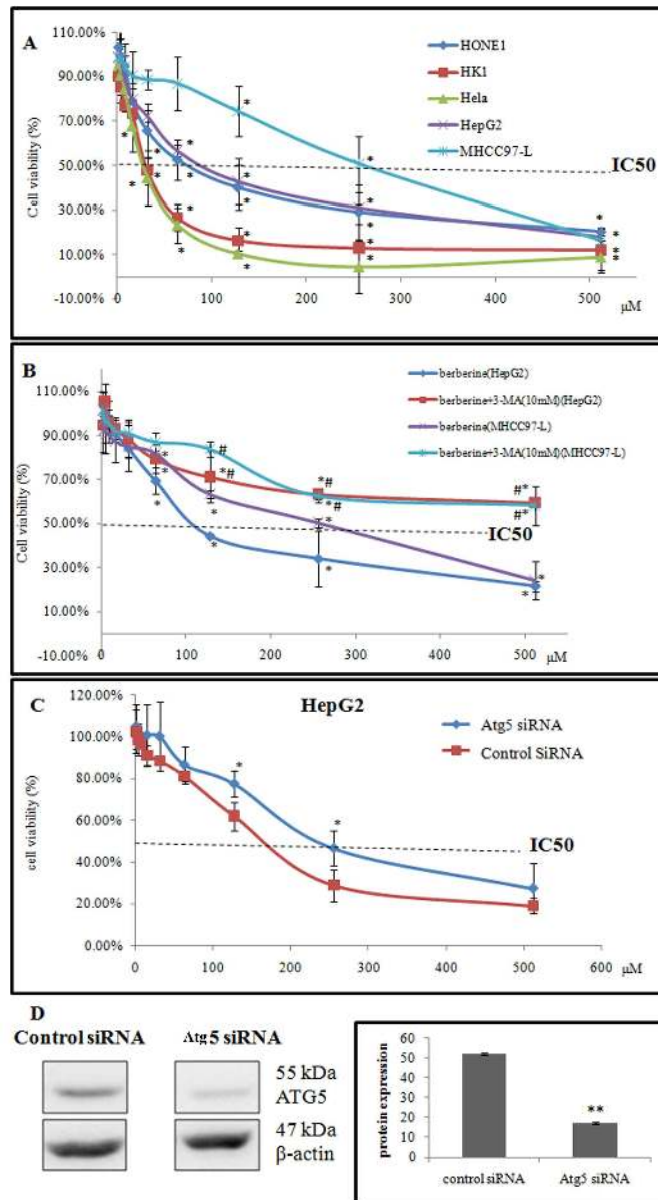 A
110.00%
90.00%
70.00%
50.00%
30.00%
10.00%
-10.00%
Cell viability (%)
HONE1
HK1
Hela
HepG2
MHCC97-L
* * * * * * * * * * * * * * * * * * * * *
IC50
0 100 200 300 400 500
μM
B
110.00%
90.00%
70.00%
50.00%
30.00%
10.00%
-10.00%
Cell viability (%)
berberine(HepG2)
berberine+3-MA(10mM)(HepG2)
berberine(MHCC97-L)
berberine+3-MA(10mM)(MHCC97-L)
#
*#
*#
*#
#*
#*
IC50
0 100 200 300 400 500
μM
C
HepG2
120.00%
100.00%
80.00%
60.00%
40.00%
20.00%
0.00%
cell viability (%)
Atg5 siRNA
Control SiRNA
*
*
IC50
0 100 200 300 400 500 600
μM
D
Control siRNA Atg5 siRNA
55 kDa
ATG5
47 kDa
β-actin
protein expression
60
50
40
30
20
10
0
**
control siRNA Atg5 siRNA